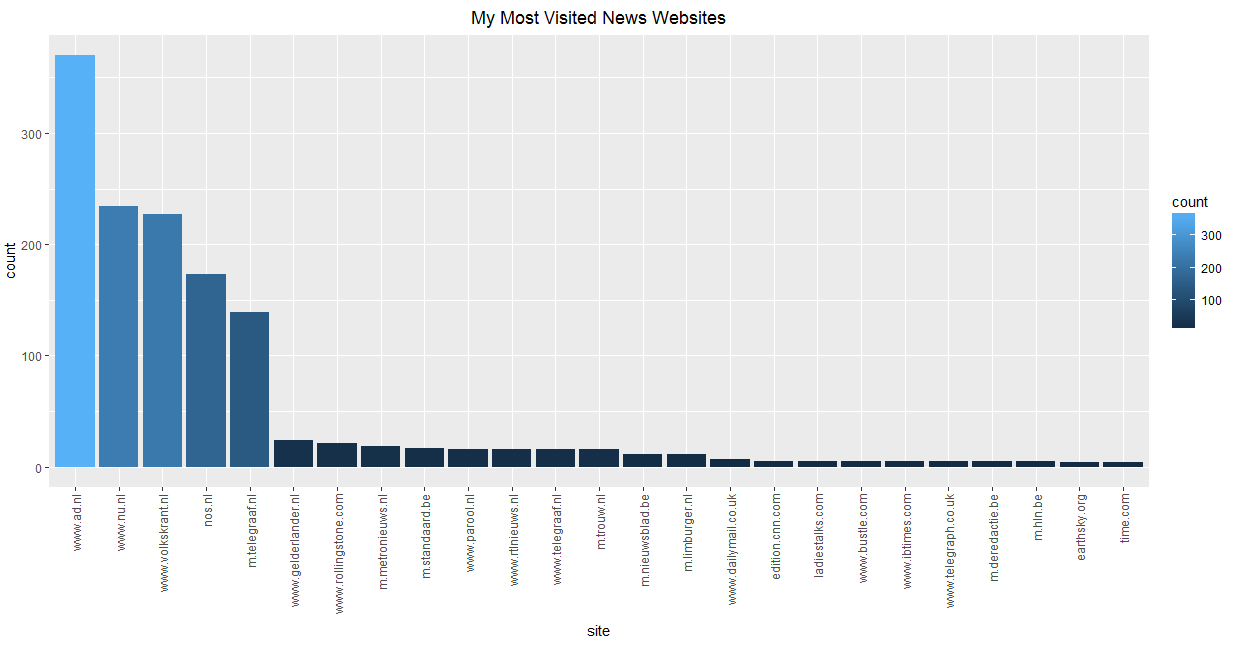 My Most Visited News Websites
count
300
200
100
0
www.ad.nl
www.nu.nl
www.volkskrant.nl
nos.nl
m.telegraaf.nl
www.gelderlander.nl
www.rollingstone.com
m.metronieuws.nl
m.standaard.be
www.parool.nl
www.rtlnieuws.nl
www.telegraaf.nl
m.trouw.nl
m.nieuwsblad.be
m.limburger.nl
www.dailymail.co.uk
edition.cnn.com
ladiestalks.com
www.bustle.com
www.ibtimes.com
www.telegraph.co.uk
m.deredactie.be
m.hln.be
earthsky.org
time.com
site
count
300
200
100